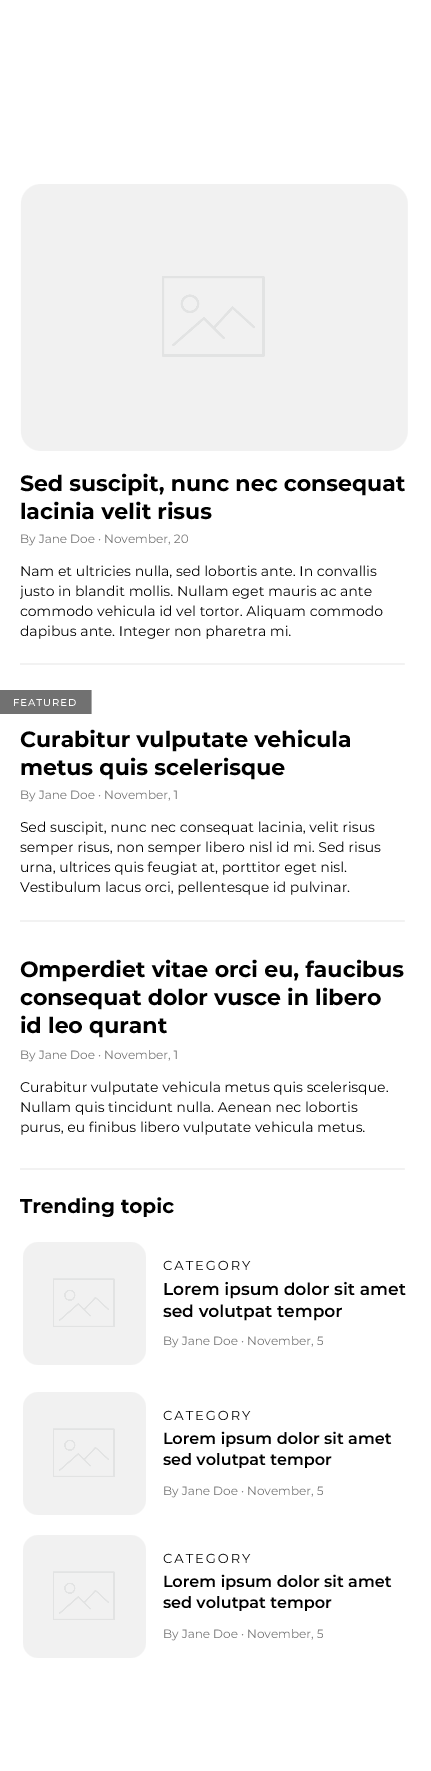 Sed suscipit, nunc nec consequat
lacinia velit risus
By Jane Doe · November, 20
Nam et ultricies nulla, sed lobortis ante. In convallis
justo in blandit mollis. Nullam eget mauris ac ante
commodo vehicula id vel tortor. Aliquam commodo
dapibus ante. Integer non pharetra mi.
FEATURED
Curabitur vulputate vehicula
metus quis scelerisque
By Jane Doe · November, 1
Sed suscipit, nunc nec consequat lacinia, velit risus
semper risus, non semper libero nisl id mi. Sed risus
urna, ultrices quis feugiat at, porttitor eget nisl.
Vestibulum lacus orci, pellentesque id pulvinar.
Omperdiet vitae orci eu, faucibus
consequat dolor vusce in libero
id leo qurant
By Jane Doe · November, 1
Curabitur vulputate vehicula metus quis scelerisque.
Nullam quis tincidunt nulla. Aenean nec lobortis
purus, eu finibus libero vulputate vehicula metus.
Trending topic
CATEGORY
Lorem ipsum dolor sit amet
sed volutpat tempor
By Jane Doe · November, 5
CATEGORY
Lorem ipsum dolor sit amet
sed volutpat tempor
By Jane Doe · November, 5
CATEGORY
Lorem ipsum dolor sit amet
sed volutpat tempor
By Jane Doe · November, 5